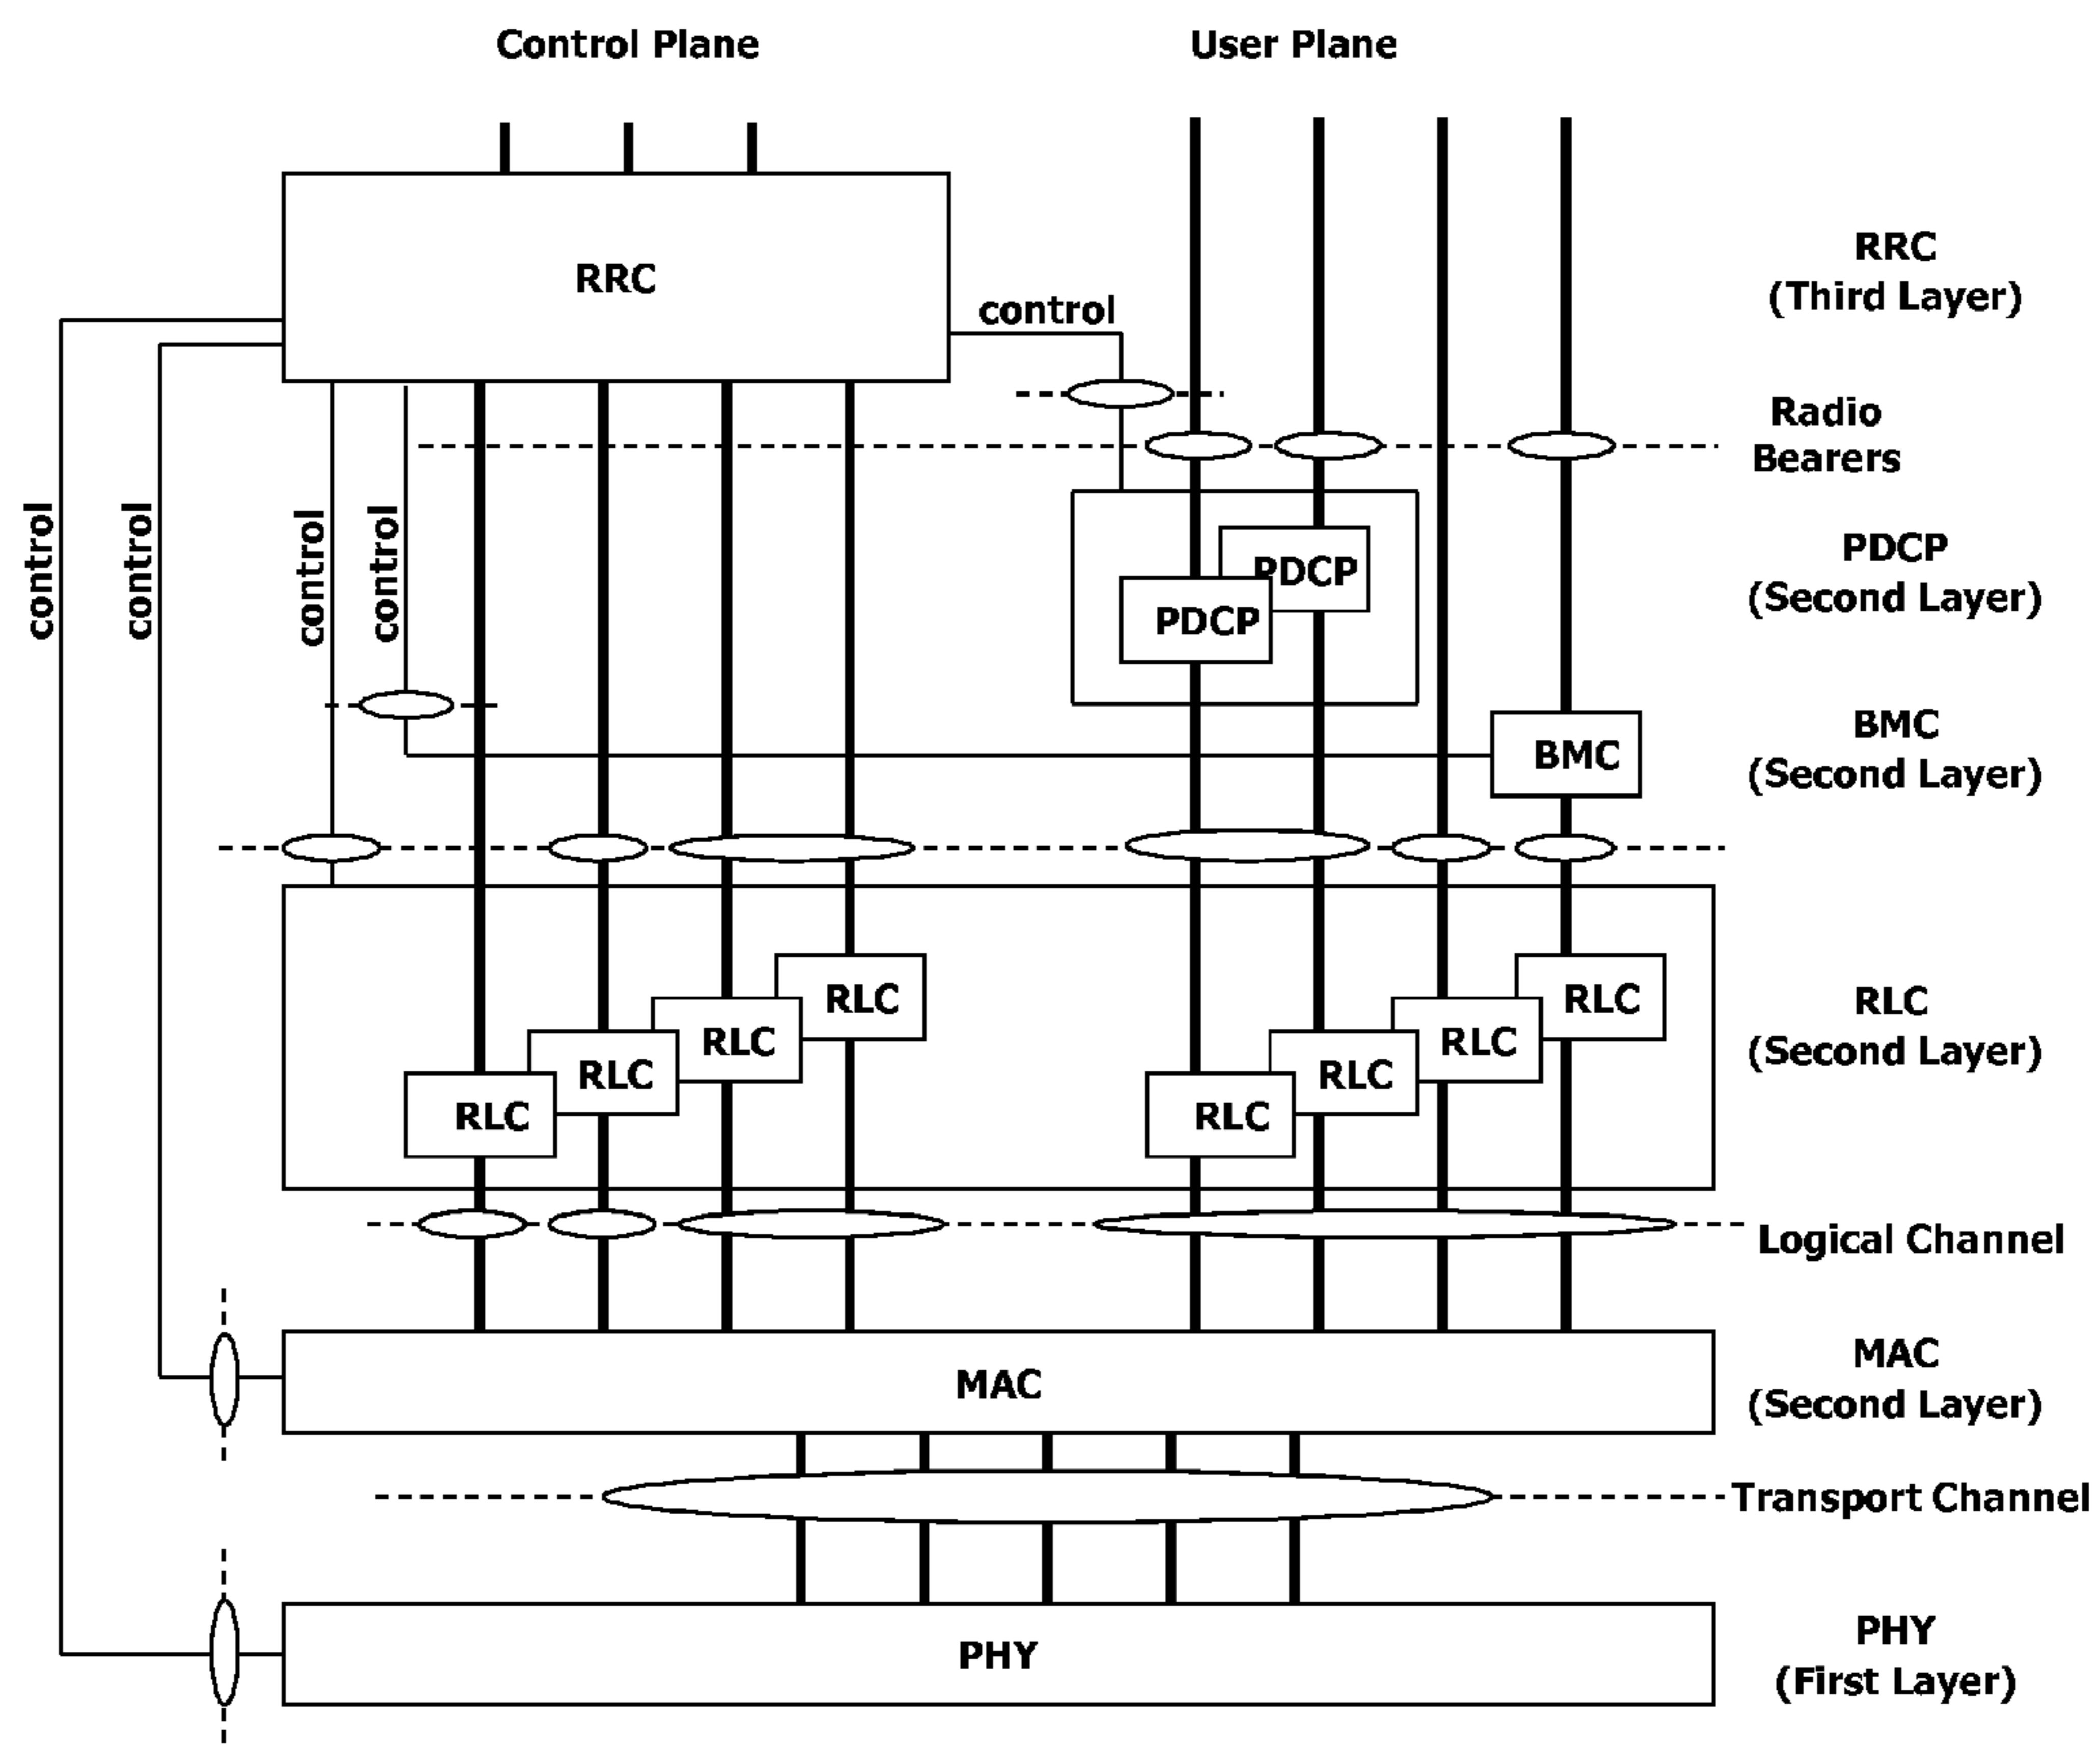 Control Plane
User Plane
RRC
control
RRC
(Third Layer)
Radio
Bearers
control
control
control
control
PDCP
PDCP
PDCP
(Second Layer)
BMC
BMC
(Second Layer)
RLC
RLC
RLC
RLC
RLC
RLC
RLC
RLC
RLC
(Second Layer)
Logical Channel
MAC
MAC
(Second Layer)
Transport Channel
PHY
PHY
(First Layer)